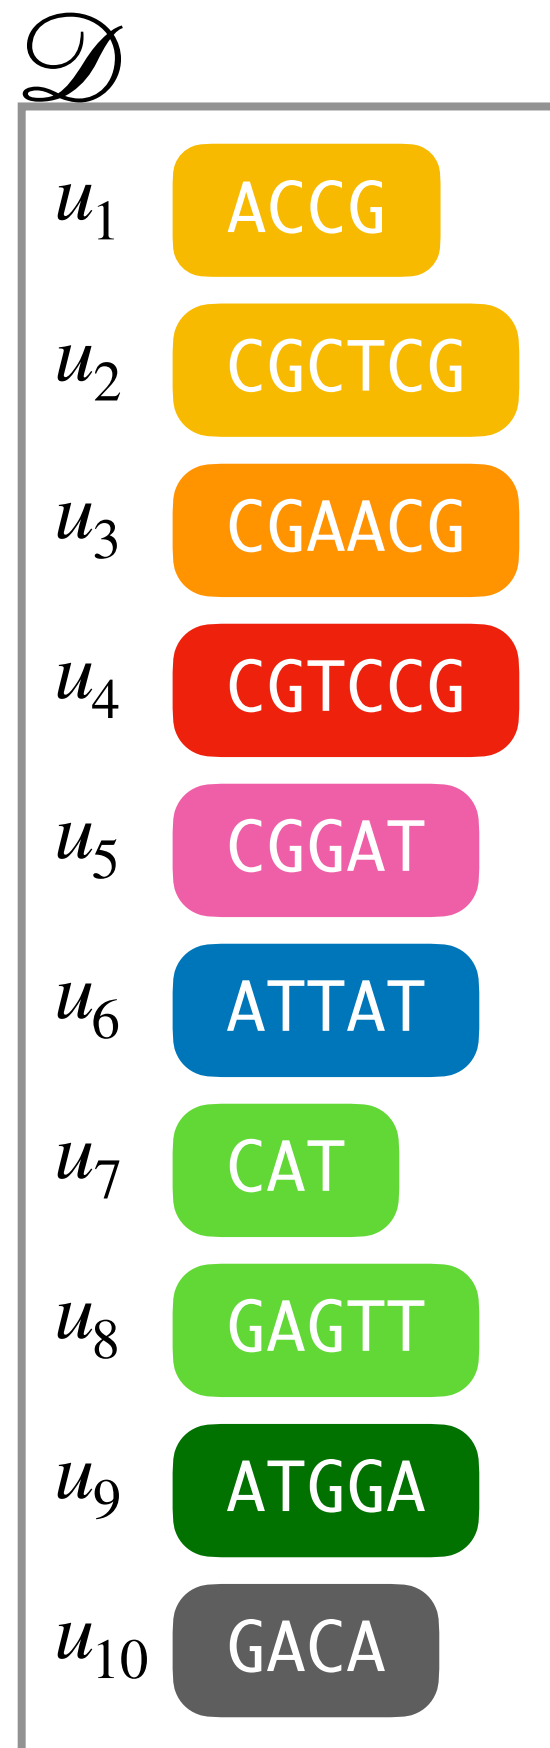 𝒟
u₁ ACCG
u₂ CGCTCG
u₃ CGAACG
u₄ CGTCCG
u₅ CGGAT
u₆ ATTAT
u₇ CAT
u₈ GAGTT
u₉ ATGGA
u₁₀ GACA